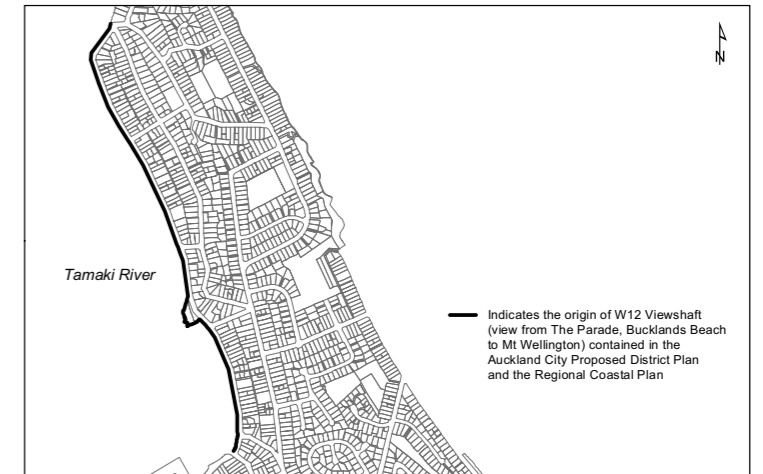 N
Tamaki River
Indicates the origin of W12 Viewshaft
(view from The Parade, Bucklands Beach
to Mt Wellington) contained in the
Auckland City Proposed District Plan
and the Regional Coastal Plan